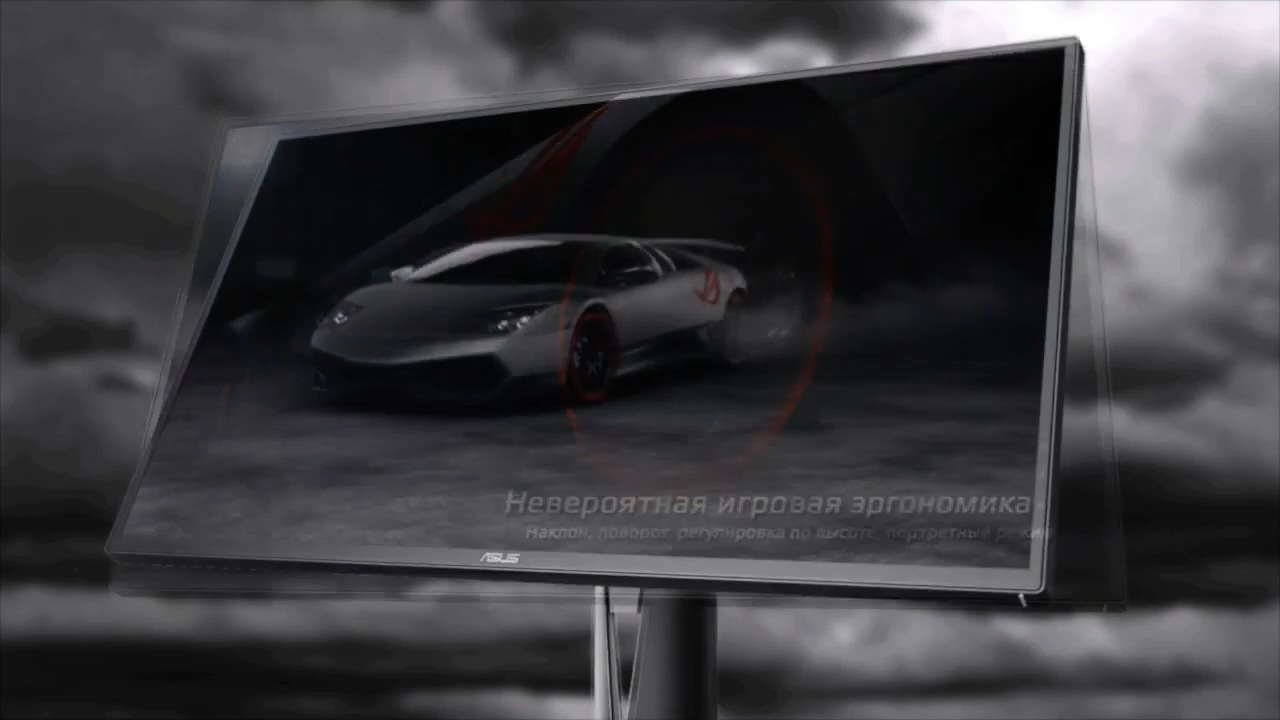 Невероятная игровая эргономика
Наклон, поворот, регулировка по высоте, портретный режим
ASUS